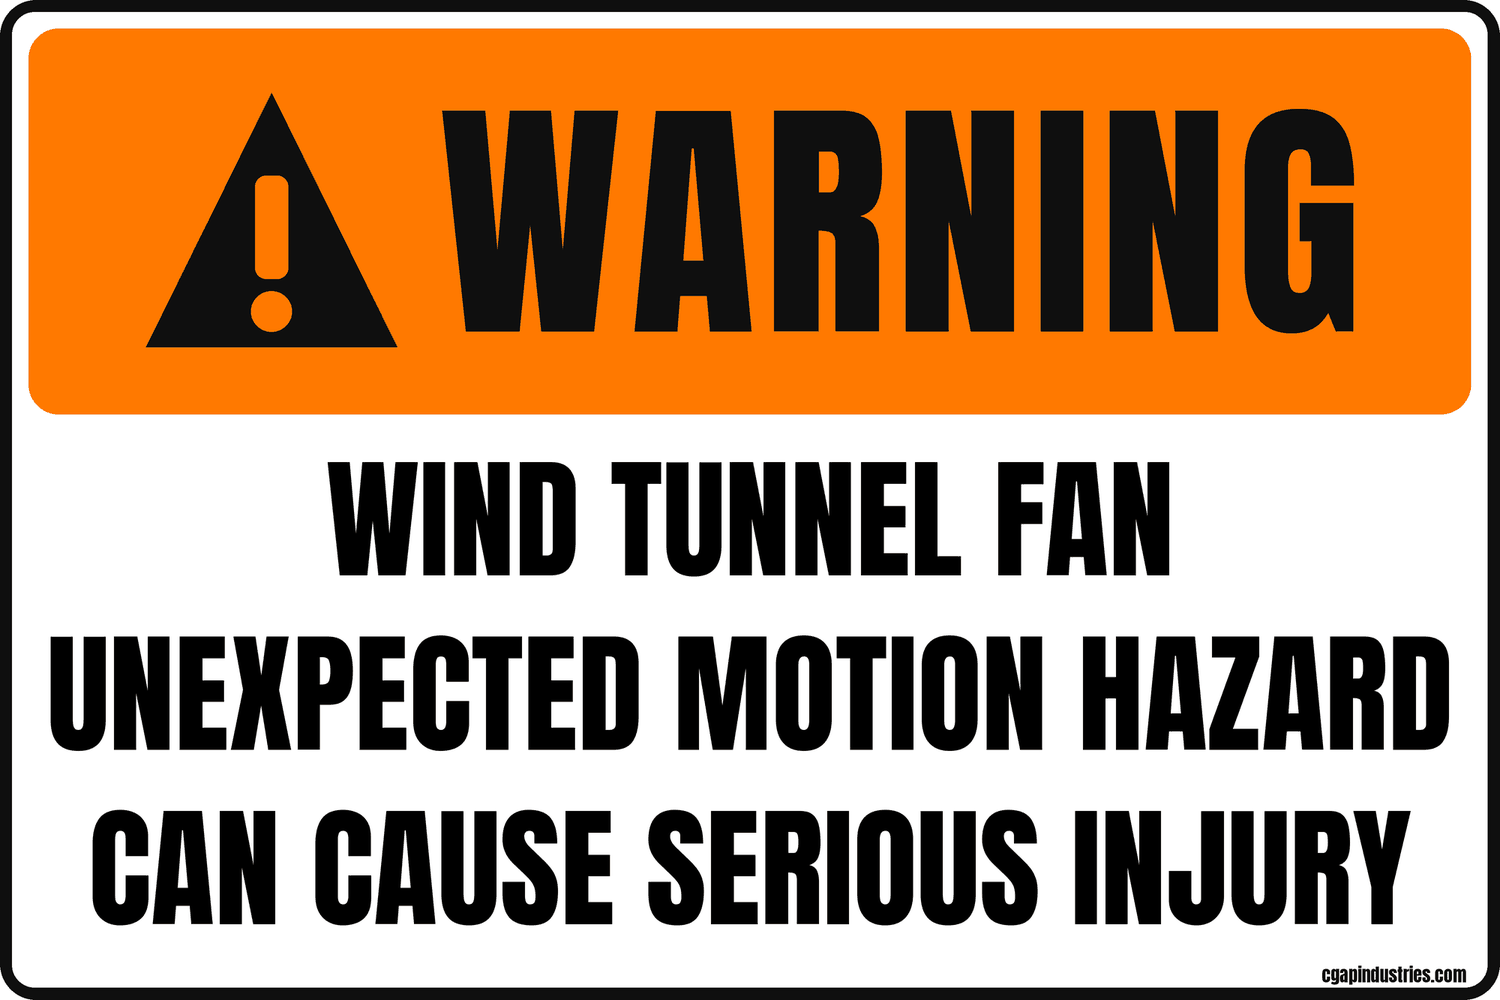 WARNING
WIND TUNNEL FAN
UNEXPECTED MOTION HAZARD
CAN CAUSE SERIOUS INJURY
cgapindustries.com